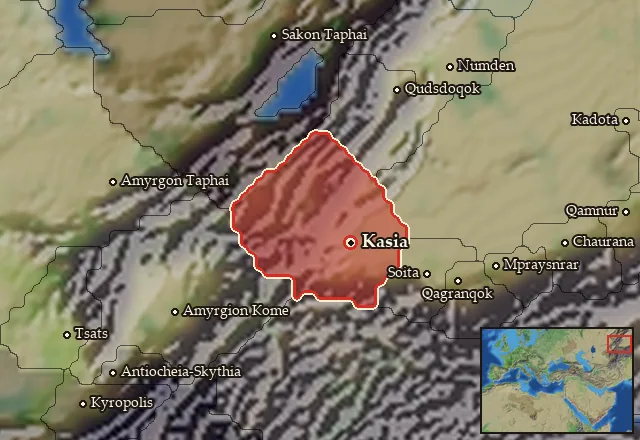 Sakon Taphai
Numden
Qudsdoqok
Kadota
Amyrgon Taphai
Qamnur
Kasia
Chaurana
Mpraysnrar
Soita
Qagranqok
Amyrgion Kome
Tsats
Antiocheia-Skythia
Kyropolis